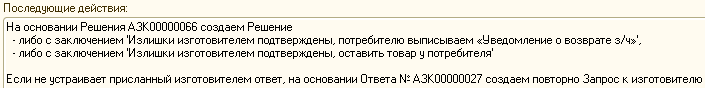 Последующие действия:
На основании Решения АЗК00000066 создаем Решение
- либо с заключением 'Излишки изготовителем подтверждены, потребителю выписываем «Уведомление о возврате з/ч»',
- либо с заключением 'Излишки изготовителем подтверждены, оставить товар у потребителя'
Если не устраивает присланный изготовителем ответ, на основании Ответа № АЗК00000027 создаем повторно Запрос к изготовителю